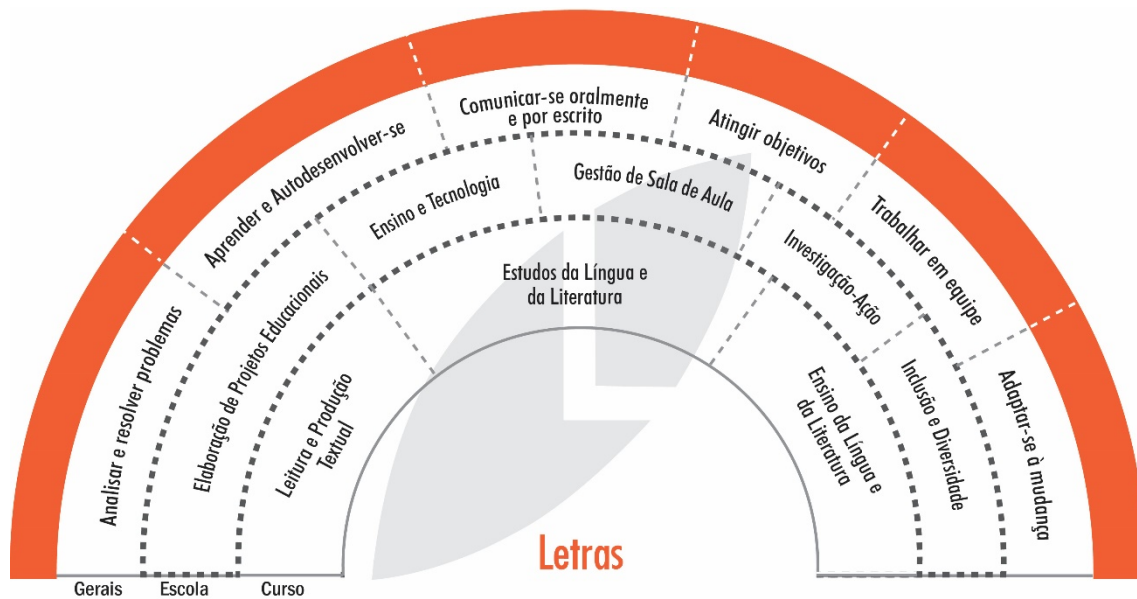 Analisar e resolver problemas
Aprender e Autodesenvolver-se
Comunicar-se oralmente
e por escrito
Atingir objetivos
Trabalhar em equipe
Adaptar-se à mudança
Elaboração de Projetos Educacionais
Ensino e Tecnologia
Gestão de Sala de Aula
Investigação-Ação
Inclusão e Diversidade
Leitura e Produção
Textual
Estudos da Língua e
da Literatura
Ensino da Língua e
da Literatura
Letras
Gerais
Escola
Curso